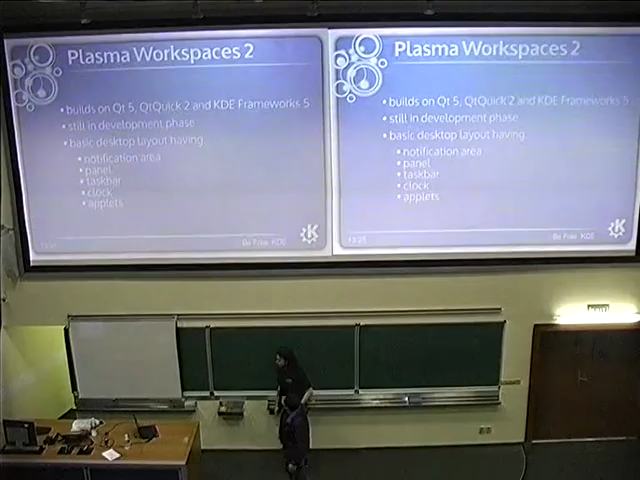 Plasma Workspaces 2
• builds on Qt 5, QtQuick 2 and KDE Frameworks 5
• still in development phase
• basic desktop layout having
• notification area
• panel
• taskbar
• clock
• applets
Be Free. KDE
Plasma Workspaces 2
• builds on Qt 5, QtQuick 2 and KDE Frameworks 5
• still in development phase
• basic desktop layout having
• notification area
• panel
• taskbar
• clock
• applets
13/25
Be Free. KDE